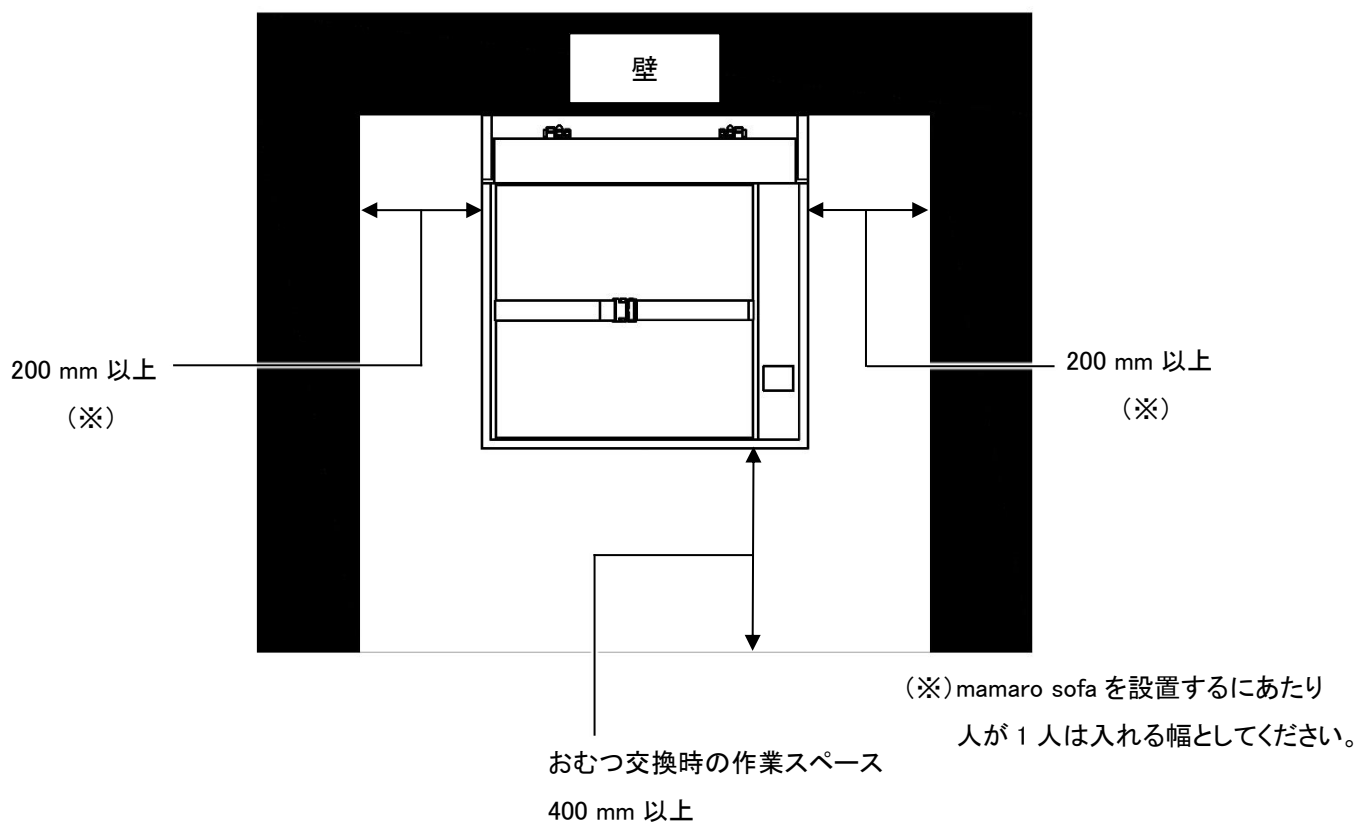 壁
200 mm 以上
（※）
200 mm 以上
（※）
（※）mamaro sofa を設置するにあたり
人が 1 人は入れる幅としてください。
おむつ交換時の作業スペース
400 mm 以上